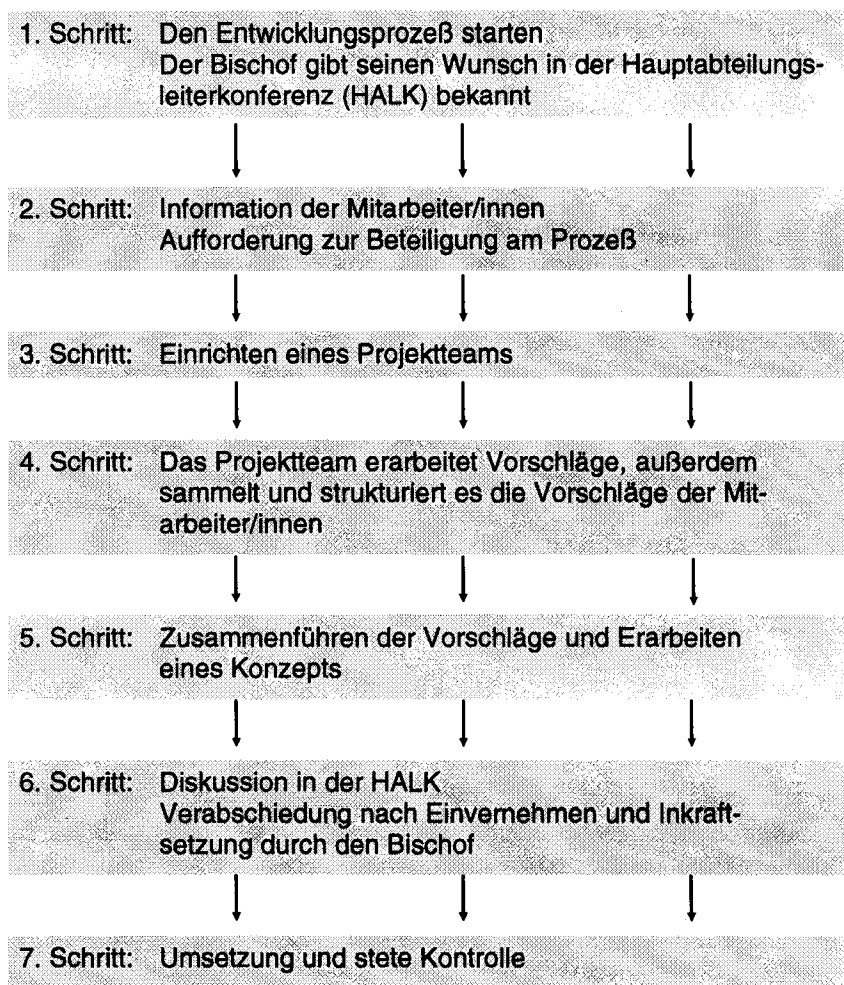 1. Schritt: Den Entwicklungsprozeß starten
Der Bischof gibt seinen Wunsch in der Hauptabteilungs-
leiterkonferenz (HALK) bekannt
2. Schritt: Information der Mitarbeiter/innen
Aufforderung zur Beteiligung am Prozeß
3. Schritt: Einrichten eines Projektteams
4. Schritt: Das Projektteam erarbeitet Vorschläge, außerdem
sammelt und strukturiert es die Vorschläge der Mit-
arbeiter/innen
5. Schritt: Zusammenführen der Vorschläge und Erarbeiten
eines Konzepts
6. Schritt: Diskussion in der HALK
Verabschiedung nach Einvernehmen und Inkraft-
setzung durch den Bischof
7. Schritt: Umsetzung und stete Kontrolle